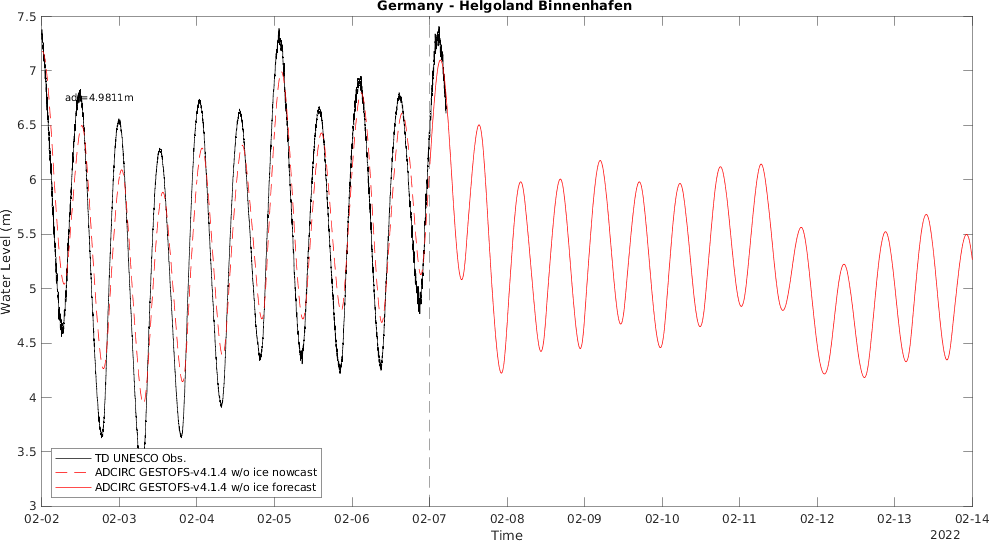 Germany - Helgoland Binnenhafen
7.5
7
6.5
6
5.5
5
4.5
4
3.5
3
Water Level (m)
adj=4.9811m
TD UNESCO Obs.
ADCIRC GESTOFS-v4.1.4 w/o ice nowcast
ADCIRC GESTOFS-v4.1.4 w/o ice forecast
02-02 02-03 02-04 02-05 02-06 02-07 02-08 02-09 02-10 02-11 02-12 02-13 02-14
Time
2022